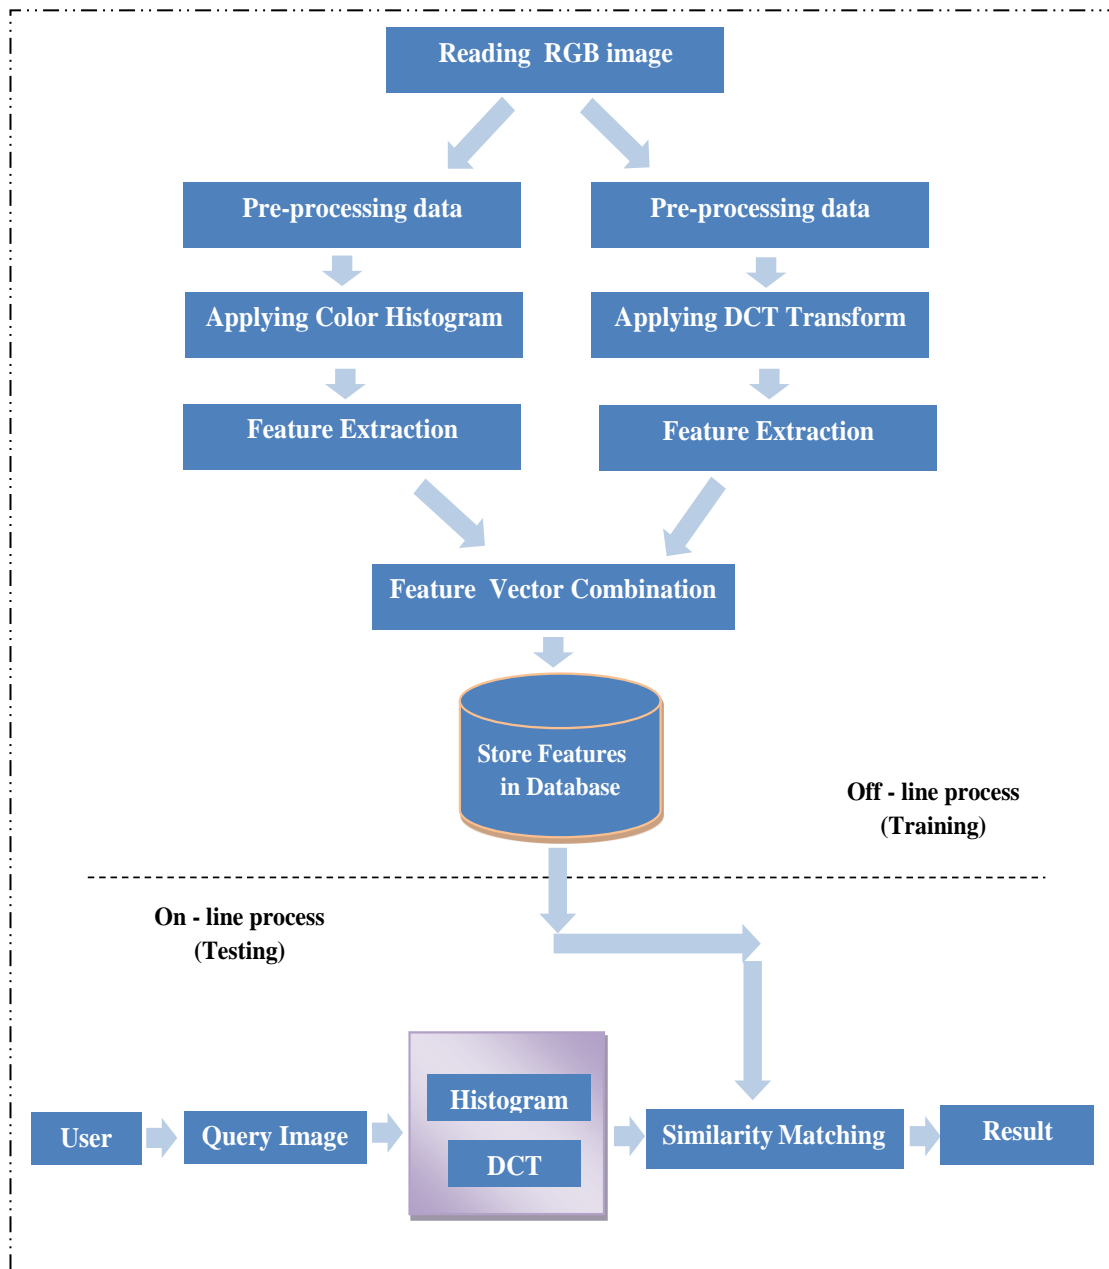 Reading RGB image
Pre-processing data
Pre-processing data
Applying Color Histogram
Applying DCT Transform
Feature Extraction
Feature Extraction
Feature Vector Combination
Store Features
in Database
Off - line process
(Training)
On - line process
(Testing)
User
Query Image
Histogram
DCT
Similarity Matching
Result